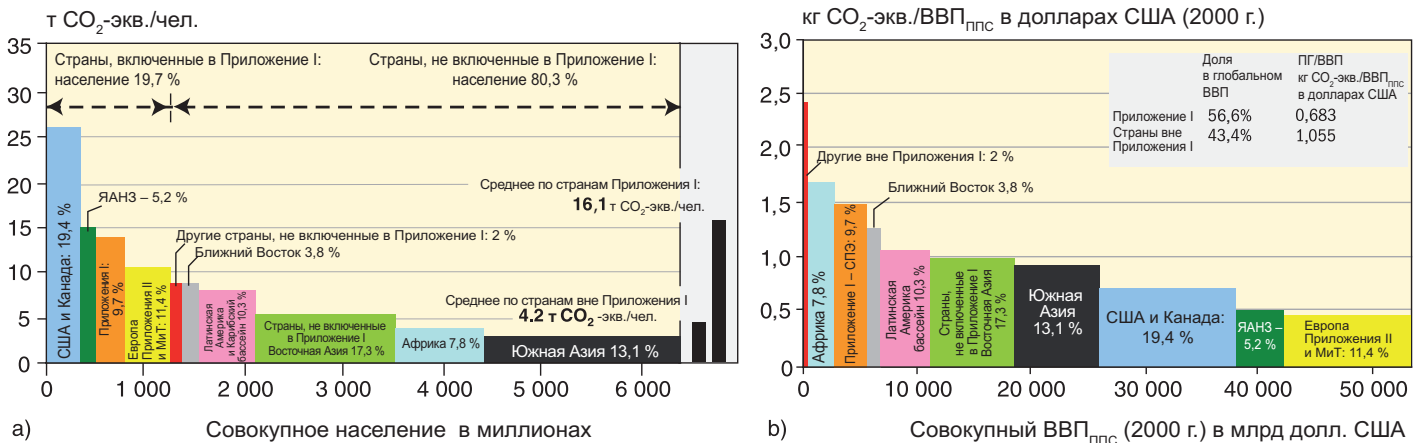 т CO₂-экв./чел.
35
30
25
20
15
10
5
0
Страны, включенные в Приложение I:
население 19,7 %
Страны, не включенные в Приложение I:
население 80,3 %
ЯАНЗ – 5,2 %
Среднее по странам Приложения I:
16,1 т CO₂-экв./чел.
Другие страны, не включенные в Приложение I: 2 %
Ближний Восток 3,8 %
Среднее по странам вне Приложения I
4.2 т CO₂ -экв./чел.
США и Канада: 19,4 %
Приложения I:
9,7 %
Европа
Приложения II
и МиТ: 11,4 %
Латинская
Америка
и Карибский
бассейн 10,3 %
Страны, не включенные
в Приложение I
Восточная Азия 17,3 %
Африка 7,8 %
Южная Азия 13,1 %
0
1 000
2 000
3 000
4 000
5 000
6 000
a)
Совокупное население в миллионах
кг CO₂-экв./ВВПппс в долларах США (2000 г.)
3,0
2,5
2,0
1,5
1,0
0,5
0
Доля
в глобальном
ВВП
ПГ/ВВП
кг CO₂-экв./ВВПппс
в долларах США
Приложение I 56,6% 0,683
Страны вне
Приложения I 43,4% 1,055
Другие вне Приложения I: 2 %
Ближний Восток 3,8 %
Африка 7,8 %
Приложение I – СПЭ: 9,7 %
Латинская
Америка
бассейн 10,3 %
Страны,
не включенные
в Приложение I
Восточная Азия
17,3 %
Южная
Азия
13,1 %
США и Канада:
19,4 %
ЯАНЗ –
5,2 %
Европа
Приложения II
и МиТ: 11,4 %
0
10 000
20 000
30 000
40 000
50 000
b)
Совокупный ВВПппс (2000 г.) в млрд долл. США